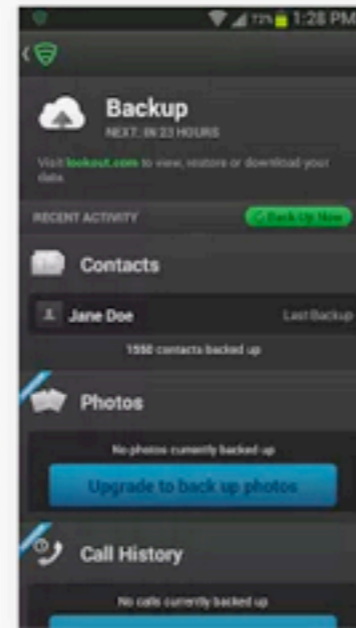 72% 1:28 PM
Backup
NEXT: IN 23 HOURS
Visit lookout.com to view, restore or download your
data.
RECENT ACTIVITY Back Up Now
Contacts
Jane Doe Last Backup
1550 contacts backed up
Photos
No photos currently backed up
Upgrade to back up photos
Call History
No calls currently backed up